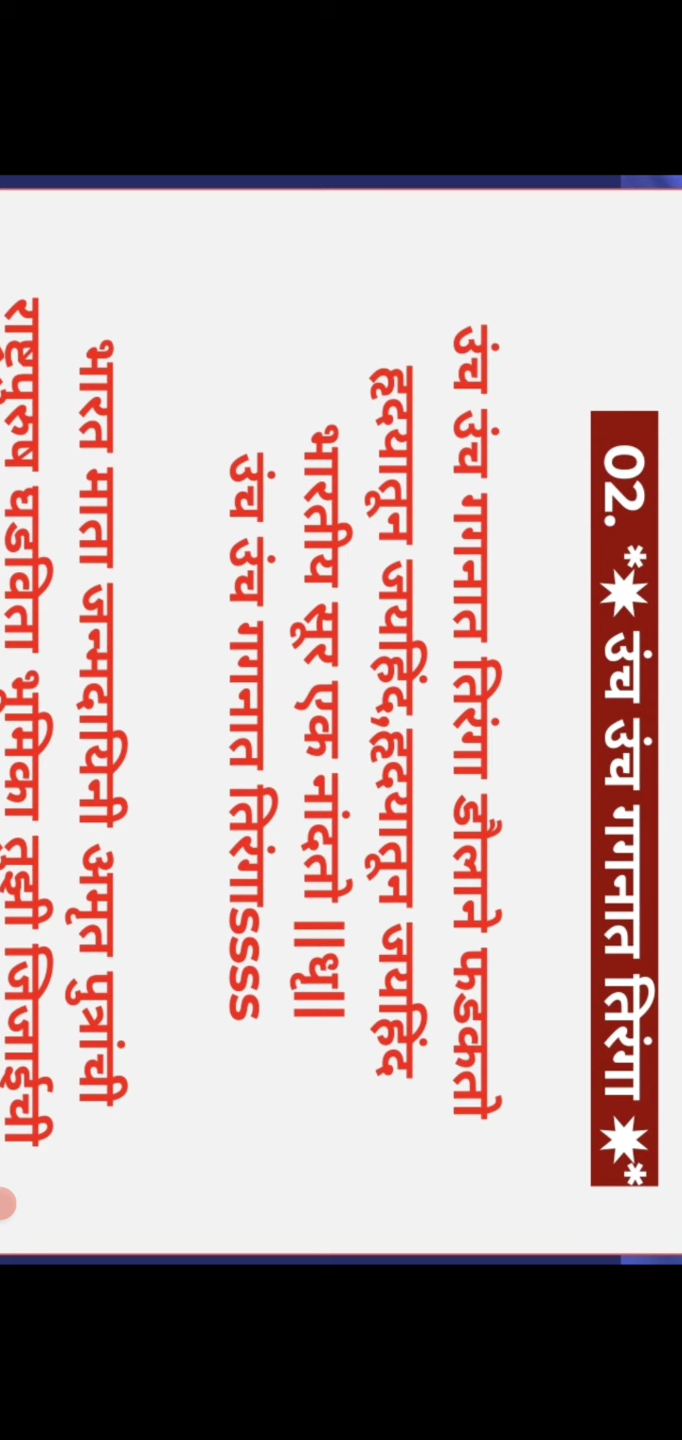 02. *✷ उंच उंच गगनात तिरंगा ✷*
उंच उंच गगनात तिरंगा डौलाने फडकतो
हृदयातून जयहिंद,हृदयातून जयहिंद
भारतीय सूर एक नांदतो ||धृ||
उंच उंच गगनात तिरंगाSSSS
भारत माता जन्मदायिनी अमृत पुत्रांची
राष्ट्रपुरुष घडविता भूमिका तुझी जिजाईची